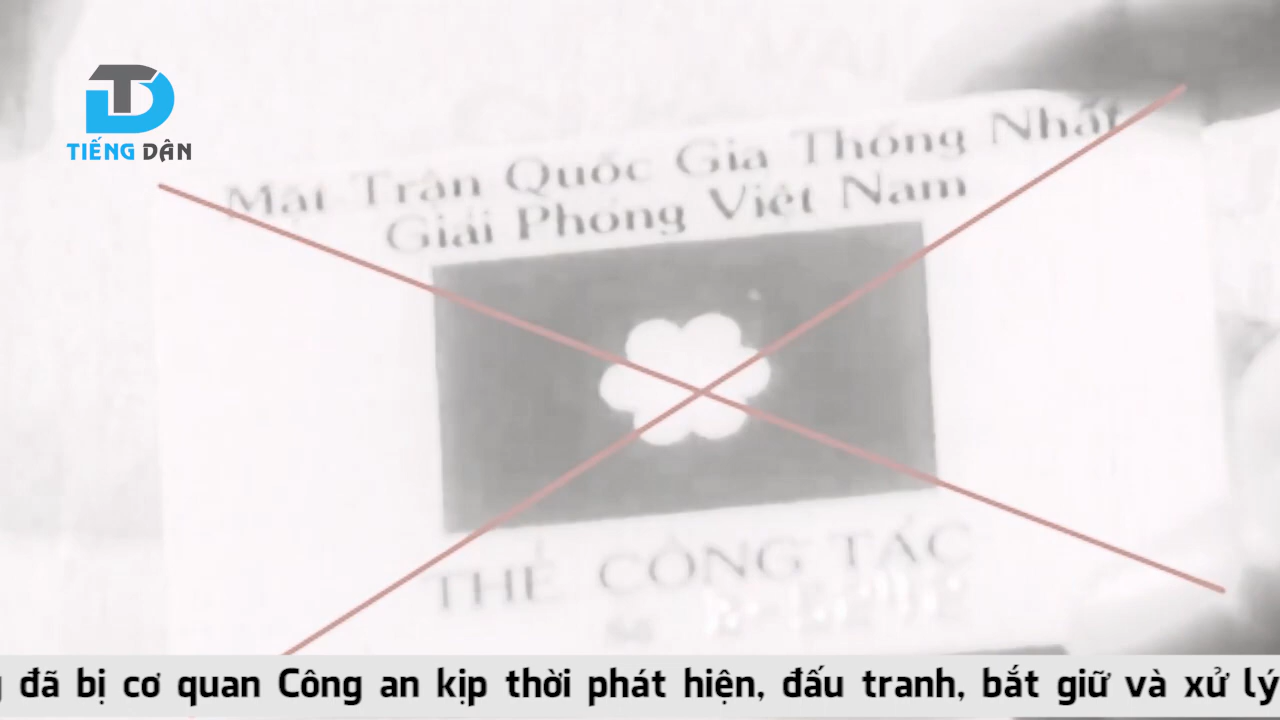 TIẾNG DÂN
Mặt Trận Quốc Gia Thống Nhất
Giải Phóng Việt Nam
THẺ CÔNG TÁC
đã bị cơ quan Công an kịp thời phát hiện, đấu tranh, bắt giữ và xử lý